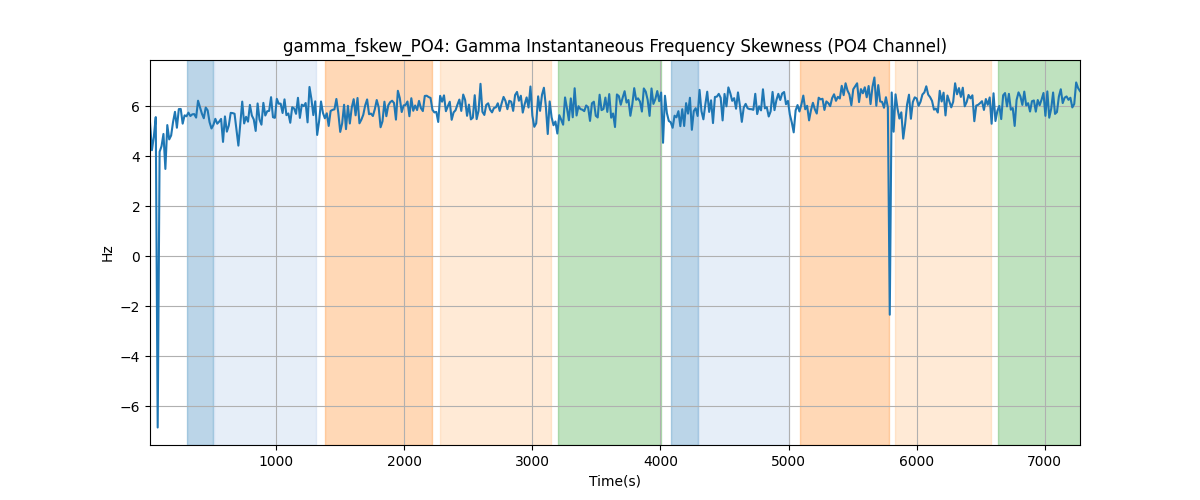 gamma_fskew_PO4: Gamma Instantaneous Frequency Skewness (PO4 Channel)
Hz
6
4
2
0
−2
−4
−6
1000 2000 3000 4000 5000 6000 7000
Time(s)